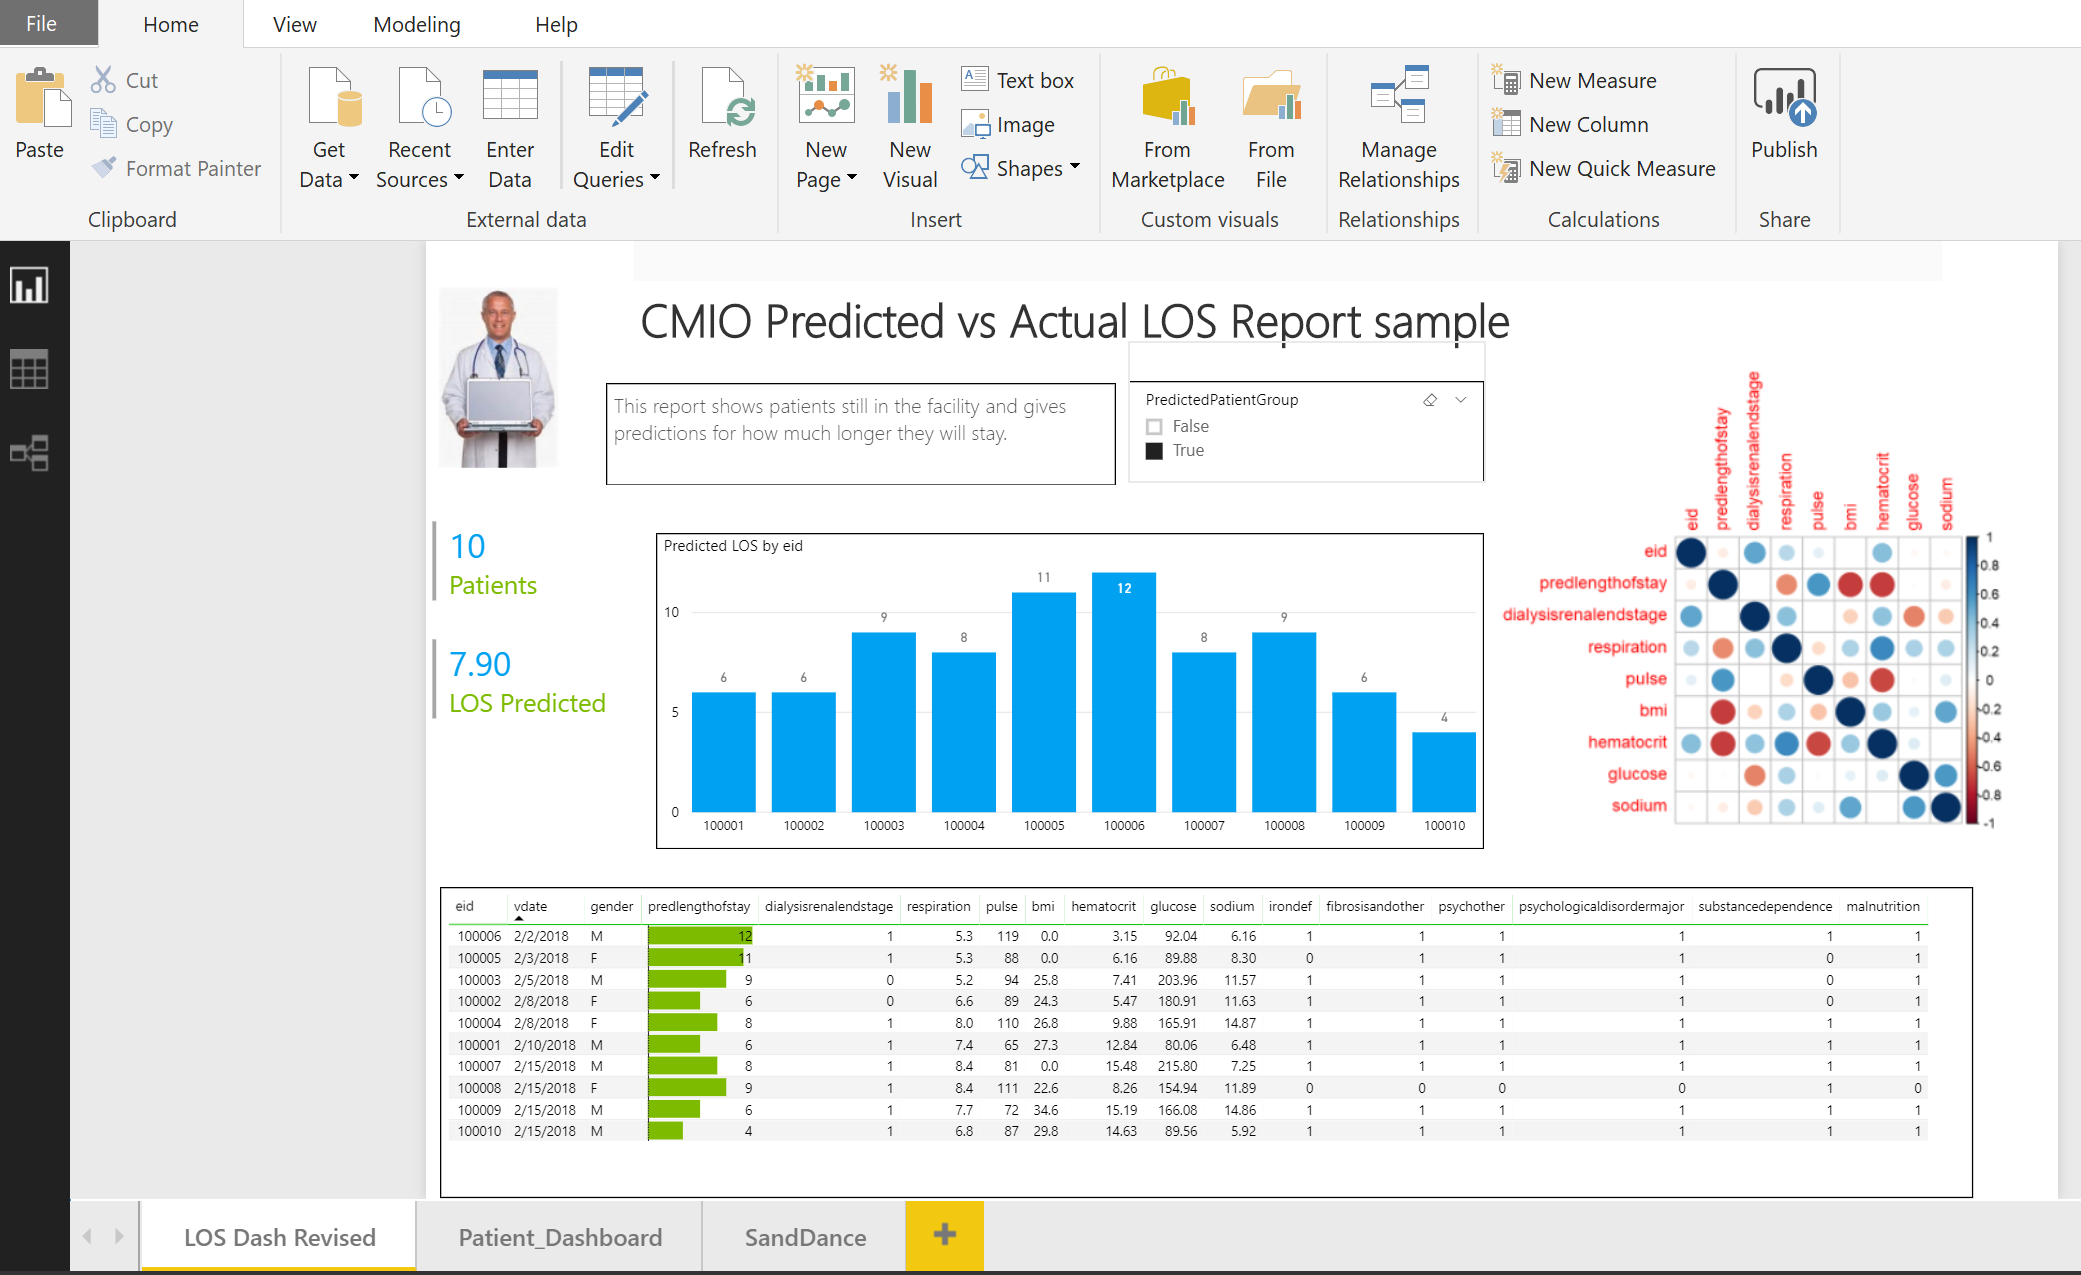 File Home View Modeling Help
Paste
Cut
Copy
Format Painter
Clipboard
Get Data
Recent Sources
Enter Data
Edit Queries
Refresh
External data
New Page
New Visual
Text box
Image
Shapes
Insert
From Marketplace
From File
Custom visuals
Manage Relationships
Relationships
New Measure
New Column
New Quick Measure
Calculations
Publish
Share
CMIO Predicted vs Actual LOS Report sample
This report shows patients still in the facility and gives
predictions for how much longer they will stay.
PredictedPatientGroup
False
True
10
Patients
7.90
LOS Predicted
Predicted LOS by eid
10
5
0
6 6 9 8 11 12 8 9 6 4
100001 100002 100003 100004 100005 100006 100007 100008 100009 100010
eid predlengthofstay dialysisrenalendstage respiration pulse bmi hematocrit glucose sodium
eid
predlengthofstay
dialysisrenalendstage
respiration
pulse
bmi
hematocrit
glucose
sodium
1
0.8
0.6
0.4
0.2
0
-0.2
-0.4
-0.6
-0.8
-1
eid vdate gender predlengthofstay dialysisrenalendstage respiration pulse bmi hematocrit glucose sodium irondef fibrosisandother psychother psychologicaldisordermajor substancedependence malnutrition
100006 2/2/2018 M 12 1 5.3 119 0.0 3.15 92.04 6.16 1 1 1 1 1 1
100005 2/3/2018 F 11 1 5.3 88 0.0 6.16 89.88 8.30 0 1 1 1 0 1
100003 2/5/2018 M 9 0 5.2 94 25.8 7.41 203.96 11.57 1 1 1 1 0 1
100002 2/8/2018 F 6 0 6.6 89 24.3 5.47 180.91 11.63 1 1 1 1 0 1
100004 2/8/2018 F 8 1 8.0 110 26.8 9.88 165.91 14.87 1 1 1 1 1 1
100001 2/10/2018 M 6 1 7.4 65 27.3 12.84 80.06 6.48 1 1 1 1 1 1
100007 2/15/2018 M 8 1 8.4 81 0.0 15.48 215.80 7.25 1 1 1 1 1 1
100008 2/15/2018 F 9 1 8.4 111 22.6 8.26 154.94 11.89 0 0 0 0 1 0
100009 2/15/2018 M 6 1 7.7 72 34.6 15.19 166.08 14.86 1 1 1 1 1 1
100010 2/15/2018 M 4 1 6.8 87 29.8 14.63 89.56 5.92 1 1 1 1 1 1
LOS Dash Revised Patient_Dashboard SandDance +